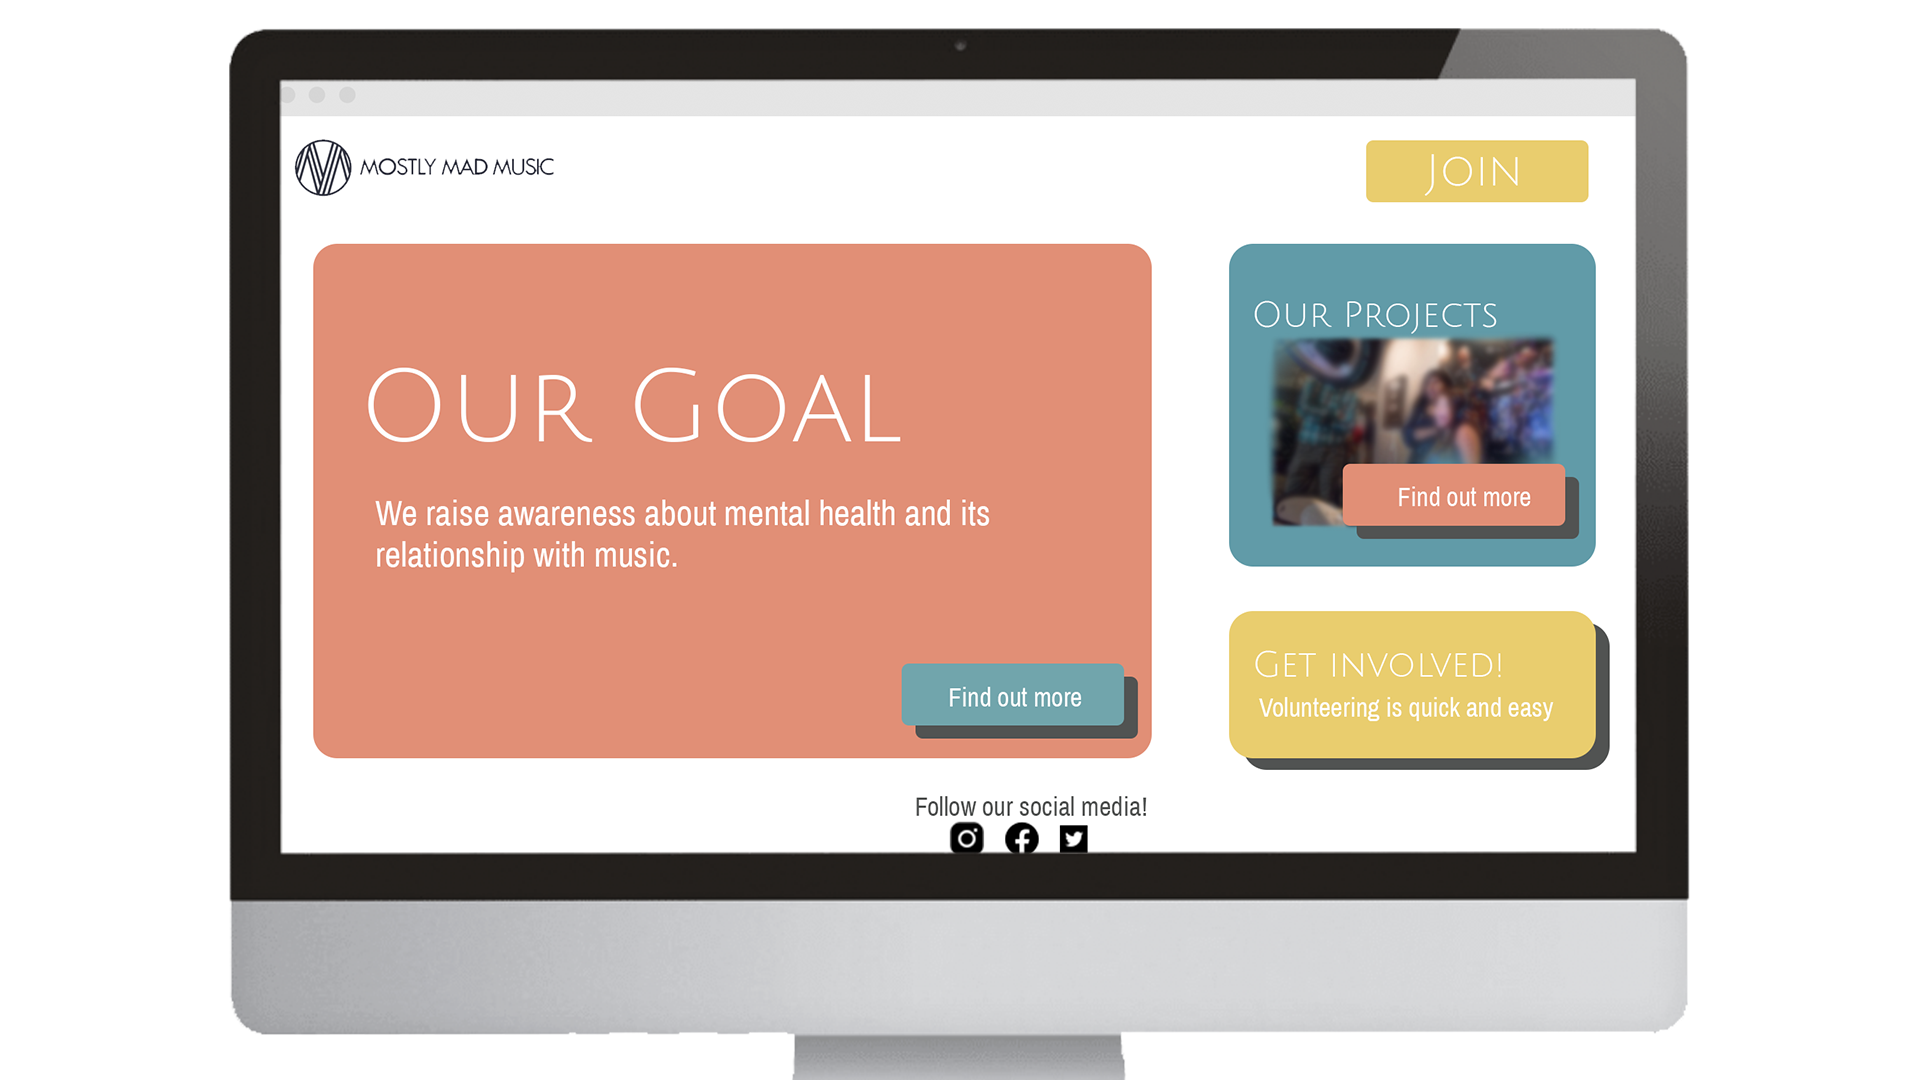 MOSTLY MAD MUSIC
JOIN
OUR GOAL
We raise awareness about mental health and its
relationship with music.
Find out more
OUR PROJECTS
Find out more
GET INVOLVED!
Volunteering is quick and easy
Follow our social media!